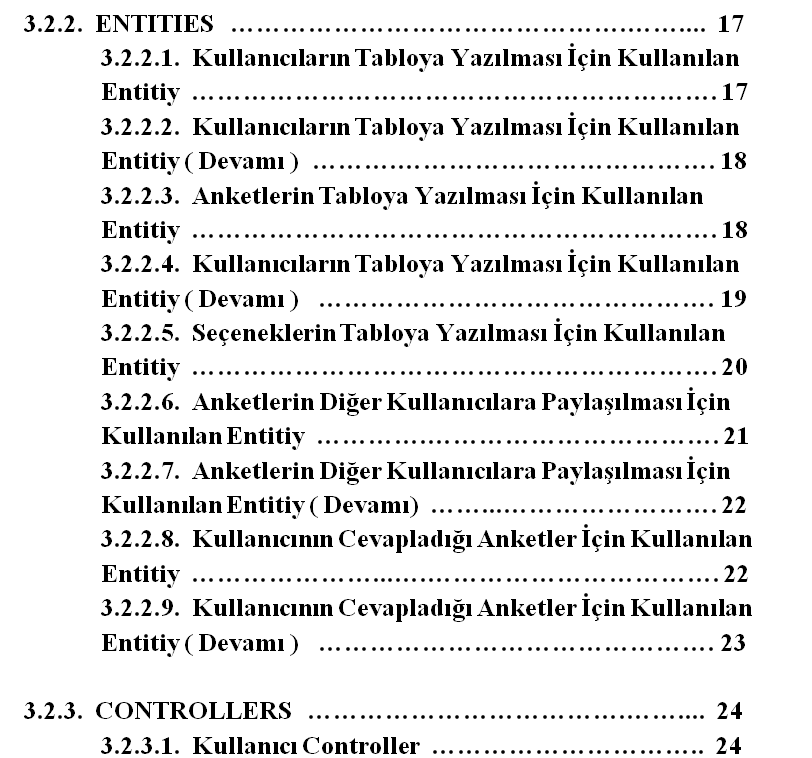 3.2.2. ENTITIES ……………………………………….……... 17
3.2.2.1. Kullanıcıların Tabloya Yazılması İçin Kullanılan
Entitiy ……………………………………………………. 17
3.2.2.2. Kullanıcıların Tabloya Yazılması İçin Kullanılan
Entitiy ( Devamı ) ……….………………………………. 18
3.2.2.3. Anketlerin Tabloya Yazılması İçin Kullanılan
Entitiy ……………………………………………………. 18
3.2.2.4. Kullanıcıların Tabloya Yazılması İçin Kullanılan
Entitiy ( Devamı ) ………………………………………. 19
3.2.2.5. Seçeneklerin Tabloya Yazılması İçin Kullanılan
Entitiy ……………………………………………………. 20
3.2.2.6. Anketlerin Diğer Kullanıcılara Paylaşılması İçin
Kullanılan Entitiy ………….……………………………. 21
3.2.2.7. Anketlerin Diğer Kullanıcılara Paylaşılması İçin
Kullanılan Entitiy ( Devamı) ……...……………………. 22
3.2.2.8. Kullanıcının Cevapladığı Anketler İçin Kullanılan
Entitiy …………………...………………………………. 22
3.2.2.9. Kullanıcının Cevapladığı Anketler İçin Kullanılan
Entitiy ( Devamı ) ………………………………………. 23
3.2.3. CONTROLLERS ……………………………….……... 24
3.2.3.1. Kullanıcı Controller ………………………….. 24